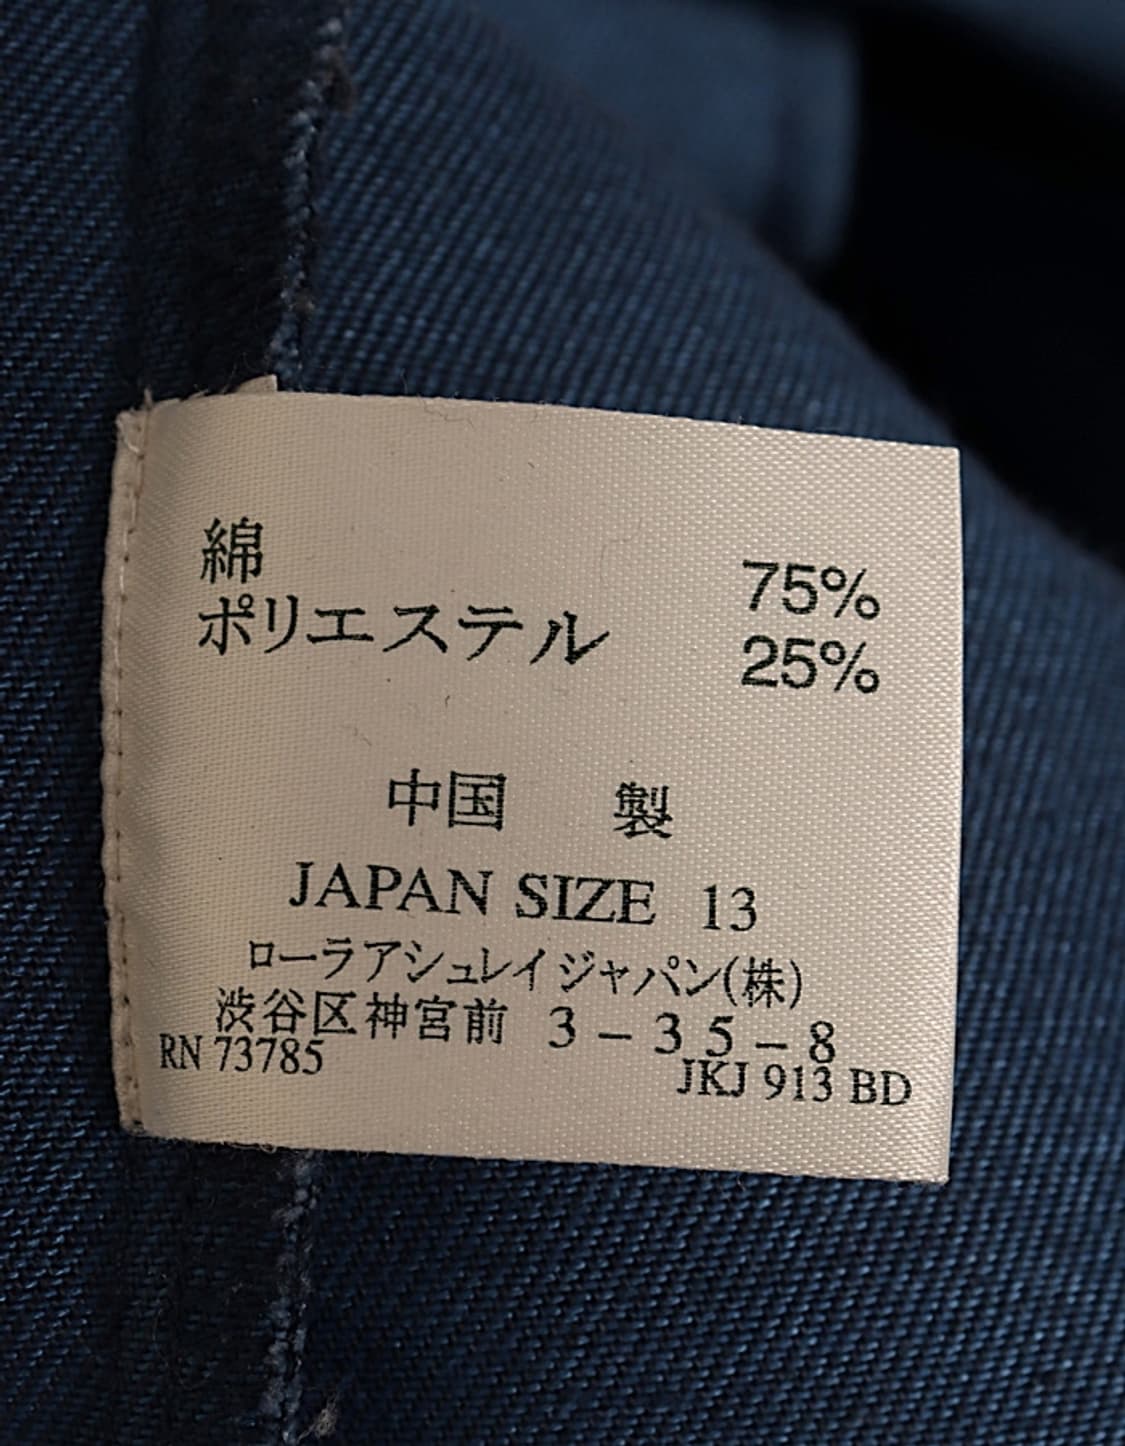 綿 75%
ポリエステル 25%
中国 製
JAPAN SIZE 13
ローラアシュレイジャパン(株)
渋谷区神宮前 3-35-8
RN 73785 JKJ 913 BD